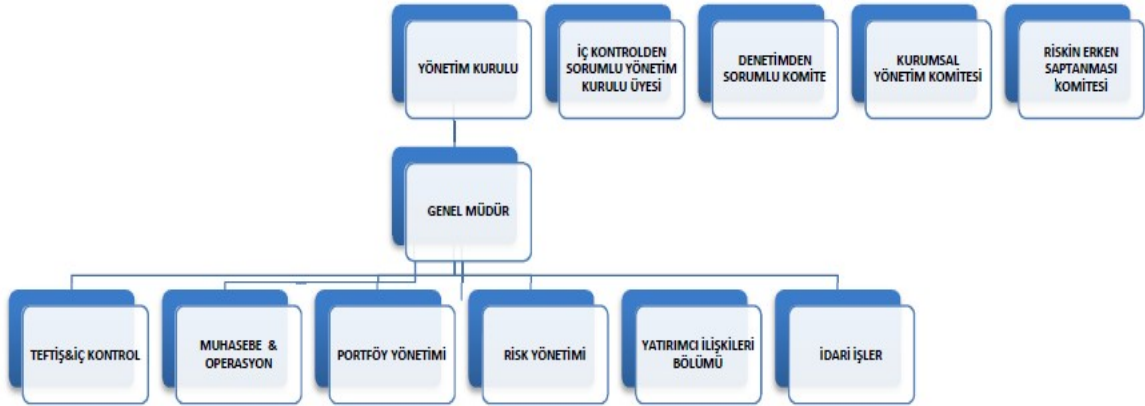 YÖNETİM KURULU
İÇ KONTROLDEN
SORUMLU YÖNETİM
KURULU ÜYESİ
DENETİMDEN
SORUMLU KOMİTE
KURUMSAL
YÖNETİM KOMİTESİ
RİSKİN ERKEN
SAPTANMASI
KOMİTESİ
GENEL MÜDÜR
TEFTİŞ&İÇ KONTROL
MUHASEBE &
OPERASYON
PORTFÖY YÖNETİMİ
RİSK YÖNETİMİ
YATIRIMCI İLİŞKİLERİ
BÖLÜMÜ
İDARİ İŞLER